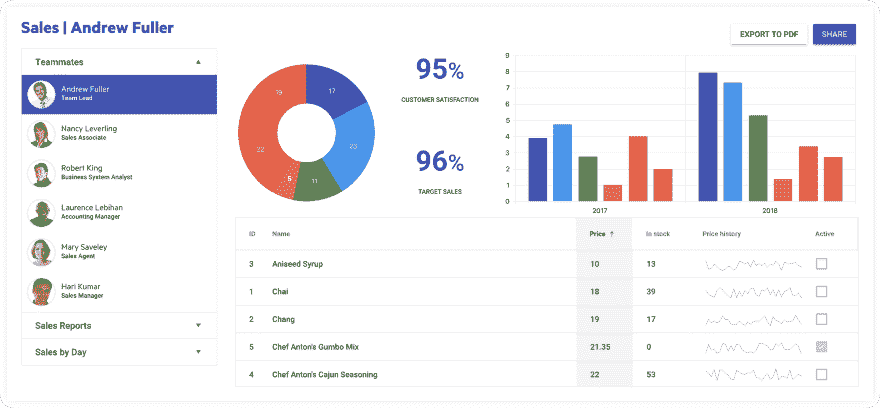 Sales | Andrew Fuller
EXPORT TO PDF
SHARE
Teammates
Andrew Fuller
Team Lead
Nancy Leverling
Sales Associate
Robert King
Business System Analyst
Laurence Lebihan
Accounting Manager
Mary Saveley
Sales Agent
Hari Kumar
Sales Manager
Sales Reports
Sales by Day
19
17
22
11
95%
CUSTOMER SATISFACTION
96%
TARGET SALES
9
8
7
6
5
4
3
2
1
0
2017
2018
ID Name Price ↑ In stock Price history Active
3 Aniseed Syrup 10 13
1 Chai 18 39
2 Chang 19 17
5 Chef Anton's Gumbo Mix 21.35 0
4 Chef Anton's Cajun Seasoning 22 53